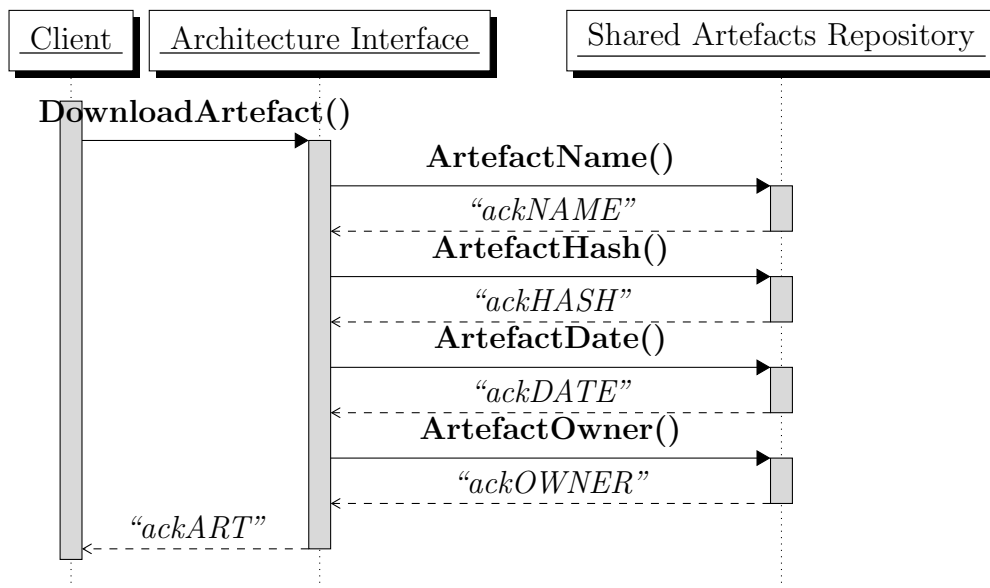 Client
Architecture Interface
Shared Artefacts Repository
DownloadArtefact()
ArtefactName()
“ackNAME”
ArtefactHash()
“ackHASH”
ArtefactDate()
“ackDATE”
ArtefactOwner()
“ackOWNER”
“ackART”